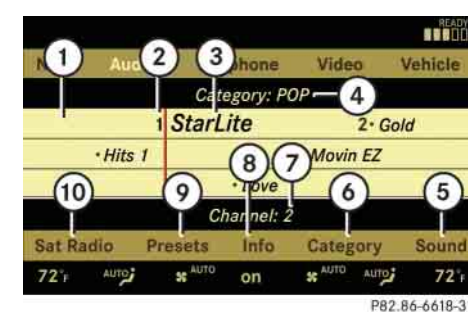 READY
1 Aud 2 3 phone Video Vehicle
Category: POP 4
1 StarLite 2 • Gold
• Hits 1 8 7 Movin EZ
10 9 • Love 6 5
Channel: 2
Sat Radio Presets Info Category Sound
72°F AUTO AUTO on AUTO AUTO 72°F
P82.86-6618-3